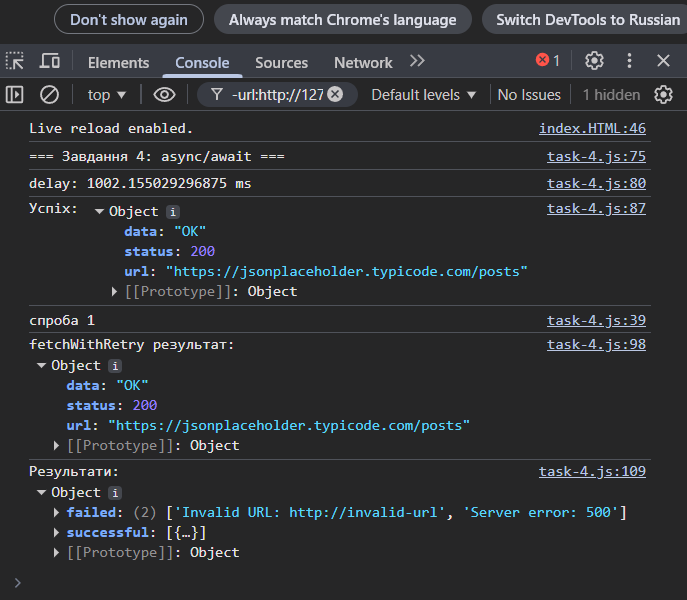 Don't show again Always match Chrome's language Switch DevTools to Russian
Elements Console Sources Network 1
top -url:http://127 Default levels No Issues 1 hidden
Live reload enabled. index.HTML:46
=== Завдання 4: async/await === task-4.js:75
delay: 1002.155029296875 ms task-4.js:80
Успіх: Object i task-4.js:87
data: "OK"
status: 200
url: "https://jsonplaceholder.typicode.com/posts"
[[Prototype]]: Object
спроба 1 task-4.js:39
fetchWithRetry результат: task-4.js:98
Object i
data: "OK"
status: 200
url: "https://jsonplaceholder.typicode.com/posts"
[[Prototype]]: Object
Результати: task-4.js:109
Object i
failed: (2) ['Invalid URL: http://invalid-url', 'Server error: 500']
successful: [{…}]
[[Prototype]]: Object